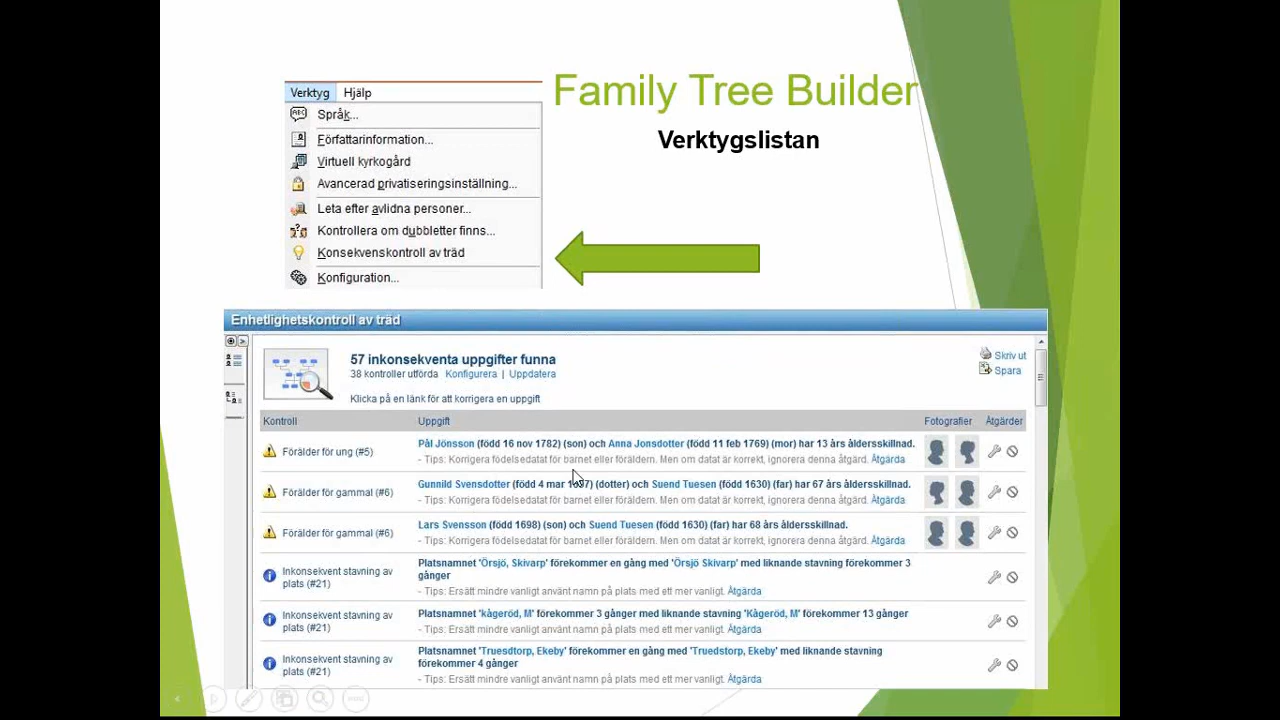 Family Tree Builder
Verktygslistan
Verktyg Hjälp
Språk...
Författarinformation...
Virtuell kyrkogård
Avancerad privatiseringsinställning...
Leta efter avlidna personer...
Kontrollera om dubbletter finns...
Konsekvenskontroll av träd
Konfiguration...
Enhetlighetskontroll av träd
57 inkonsekventa uppgifter funna
38 kontroller utförda Konfigurera | Uppdatera
Klicka på en länk för att korrigera en uppgift
Skriv ut
Spara
Kontroll Uppgift Fotografier Åtgärder
Förälder för ung (#5)
Pål Jönsson (född 16 nov 1782) (son) och Anna Jonsdotter (född 11 feb 1769) (mor) har 13 års åldersskillnad.
- Tips: Korrigera födelsedatat för barnet eller föräldern. Men om datat är korrekt, ignorera denna åtgärd. Åtgärda
Förälder för gammal (#6)
Gunnild Svensdotter (född 4 mar (dotter) och Suend Tuesen (född 1630) (far) har 67 års åldersskillnad.
- Tips: Korrigera födelsedatat för barnet eller föräldern. Men om datat är korrekt, ignorera denna åtgärd. Åtgärda
Förälder för gammal (#6)
Lars Svensson (född 1698) (son) och Suend Tuesen (född 1630) (far) har 68 års åldersskillnad.
- Tips: Korrigera födelsedatat för barnet eller föräldern. Men om datat är korrekt, ignorera denna åtgärd. Åtgärda
Inkonsekvent stavning av
plats (#21)
Platsnamnet 'Örsjö, Skivarp' förekommer en gång med 'Örsjö Skivarp' med liknande stavning förekommer 3
gånger
- Tips: Ersätt mindre vanligt använt namn på plats med ett mer vanligt. Åtgärda
Inkonsekvent stavning av
plats (#21)
Platsnamnet 'kågeröd, M' förekommer 3 gånger med liknande stavning 'Kågeröd, M' förekommer 13 gånger
- Tips: Ersätt mindre vanligt använt namn på plats med ett mer vanligt. Åtgärda
Inkonsekvent stavning av
plats (#21)
Platsnamnet 'Truesdtorp, Ekeby' förekommer en gång med 'Truedstorp, Ekeby' med liknande stavning
förekommer 4 gånger
- Tips: Ersätt mindre vanligt använt namn på plats med ett mer vanligt. Åtgärda